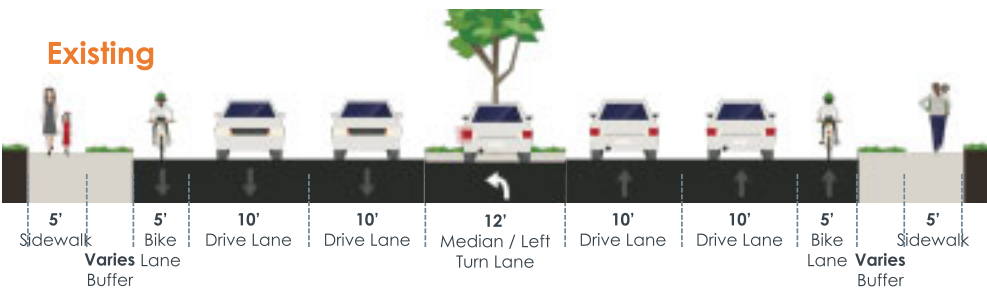 Existing
5'
Sidewalk
Varies
Buffer
5'
Bike
Lane
10'
Drive Lane
10'
Drive Lane
12'
Median / Left
Turn Lane
10'
Drive Lane
10'
Drive Lane
5'
Bike
Lane
Varies
Buffer
5'
Sidewalk